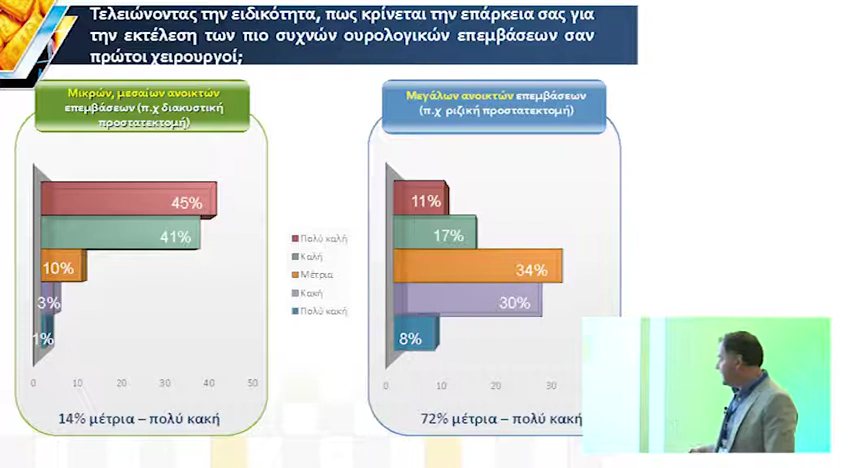 Τελειώνοντας την ειδικότητα, πως κρίνεται την επάρκεια σας για
την εκτέλεση των πιο συχνών ουρολογικών επεμβάσεων σαν
πρώτοι χειρουργοί;
Μικρών, μεσαίων ανοικτών
επεμβάσεων (π.χ διακυστική
προστατεκτομή)
45%
41%
10%
3%
1%
0 10 20 30 40 50
14% μέτρια – πολύ κακή
Πολύ καλή
Καλή
Μέτρια
Κακή
Πολύ κακή
Μεγάλων ανοικτών επεμβάσεων
(π.χ ριζική προστατεκτομή)
11%
17%
34%
30%
8%
0 10 20 30
72% μέτρια – πολύ κακή